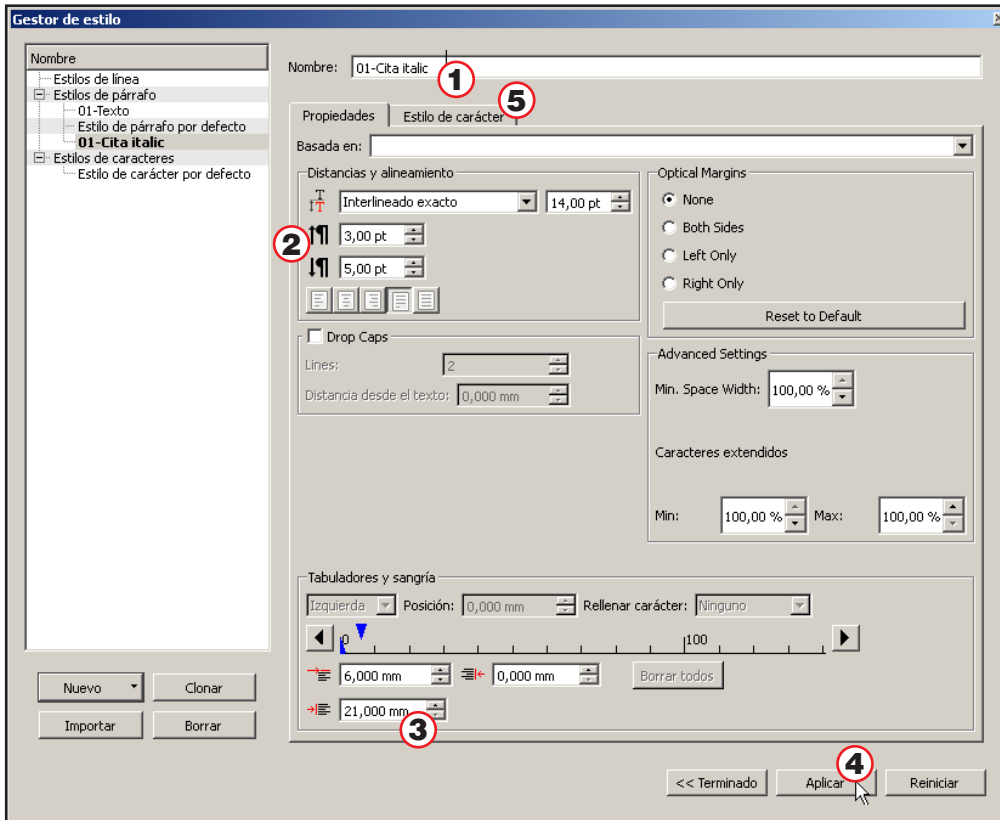 Gestor de estilo
Nombre
Estilos de línea
Estilos de párrafo
01-Texto
Estilo de párrafo por defecto
01-Cita italic
Estilos de caracteres
Estilo de carácter por defecto
Nuevo
Clonar
Importar
Borrar
Nombre: 01-Cita italic
1
5
Propiedades Estilo de carácter
Basada en:
Distancias y alineamiento
Interlineado exacto 14,00 pt
2
3,00 pt
5,00 pt
Drop Caps
Lines: 2
Distancia desde el texto: 0,000 mm
Optical Margins
None
Both Sides
Left Only
Right Only
Reset to Default
Advanced Settings
Min. Space Width: 100,00 %
Caracteres extendidos
Min: 100,00 % Max: 100,00 %
Tabuladores y sangría
Izquierda Posición: 0,000 mm Rellenar carácter: Ninguno
0 100
6,000 mm 0,000 mm Borrar todos
21,000 mm
3
4
<< Terminado Aplicar Reiniciar